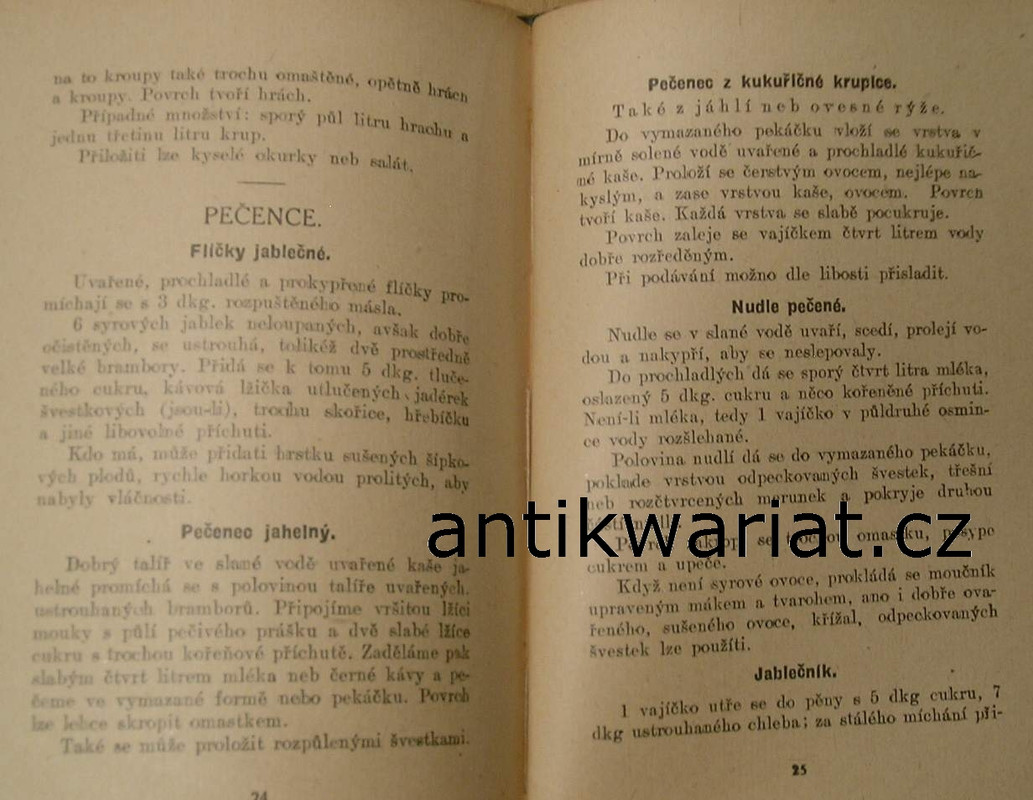 na to kroupy také trochu omaštěné, opětně hrách
a kroupy. Povrch tvoří hrách.
Případné množství: sporý půl litru hrachu a
jednu třetinu litru krup.
Přiložiti lze kyselé okurky neb salát.
PEČENCE.
Flíčky jablečné.
Uvařené, prochladlé a prokypřené flíčky pro-
míchají se s 3 dkg. rozpuštěného másla.
6 syrových jablek neloupaných, avšak dobře
očistěných, se ustrouhá, tolikéž dvě prostředně
velké brambory. Přidá se k tomu 5 dkg. tluče-
ného cukru, kávová lžička utlučených jadérek
švestkových (jsou-li), trochu skořice, hřebíčku
a jiné libovolné příchuti.
Kdo má, může přidati hrstku sušených šípko-
vých plodů, rychle horkou vodou prolitých, aby
nabyly vláčnosti.
Pečenec jahelný.
Dobrý talíř ve slané vodě uvařené kaše ja-
helné promíchá se s polovinou talíře uvařených,
ustrouhaných bramborů. Připojíme vršitou lžíci
mouky s půlí pečivého prášku a dvě slabé lžíce
cukru s trochou kořeňové příchutě. Zaděláme pak
slabým čtvrt litrem mléka neb černé kávy a pe-
čeme ve vymazané formě nebo pekáčku. Povrch
lze lehce skropit omastkem.
Také se může proložit rozpůlenými švestkami.
24
Pečenec z kukuřičné krupice.
Také z jáhlí neb ovesné rýže.
Do vymazaného pekáčku vloží se vrstva v
mírně solené vodě uvařené a prochladlé kukuřič-
né kaše. Proloží se čerstvým ovocem, nejlépe na-
kyslým, a zase vrstvou kaše, ovocem. Povrch
tvoří kaše. Každá vrstva se slabě pocukruje.
Povrch zaleje se vajíčkem čtvrt litrem vody
dobře rozředěným.
Při podávání možno dle libosti přisladit.
Nudle pečené.
Nudle se v slané vodě uvaří, scedí, prolejí vo-
dou a nakypří, aby se neslepovaly.
Do prochladlých dá se sporý čtvrt litra mléka,
oslazený 5 dkg. cukru a něco kořeněné příchuti.
Není-li mléka, tedy 1 vajíčko v půldruhé osmin-
ce vody rozšlehané.
Polovina nudlí dá se do vymazaného pekáčku,
poklade vrstvou odpeckovaných švestek, třešní
neb rozčtvrcených merunek a pokryje druhou
antikwariat.cz
se trochou omastku, posype
cukrem a upeče.
Když není syrové ovoce, prokládá se moučník
upraveným mákem a tvarohem, ano i dobře ova-
řeného, sušeného ovoce, křížal, odpeckovaných
švestek lze použíti.
Jablečník.
1 vajíčko utře se do pěny s 5 dkg cukru, 7
dkg ustrouhaného chleba; za stálého míchání při-
25